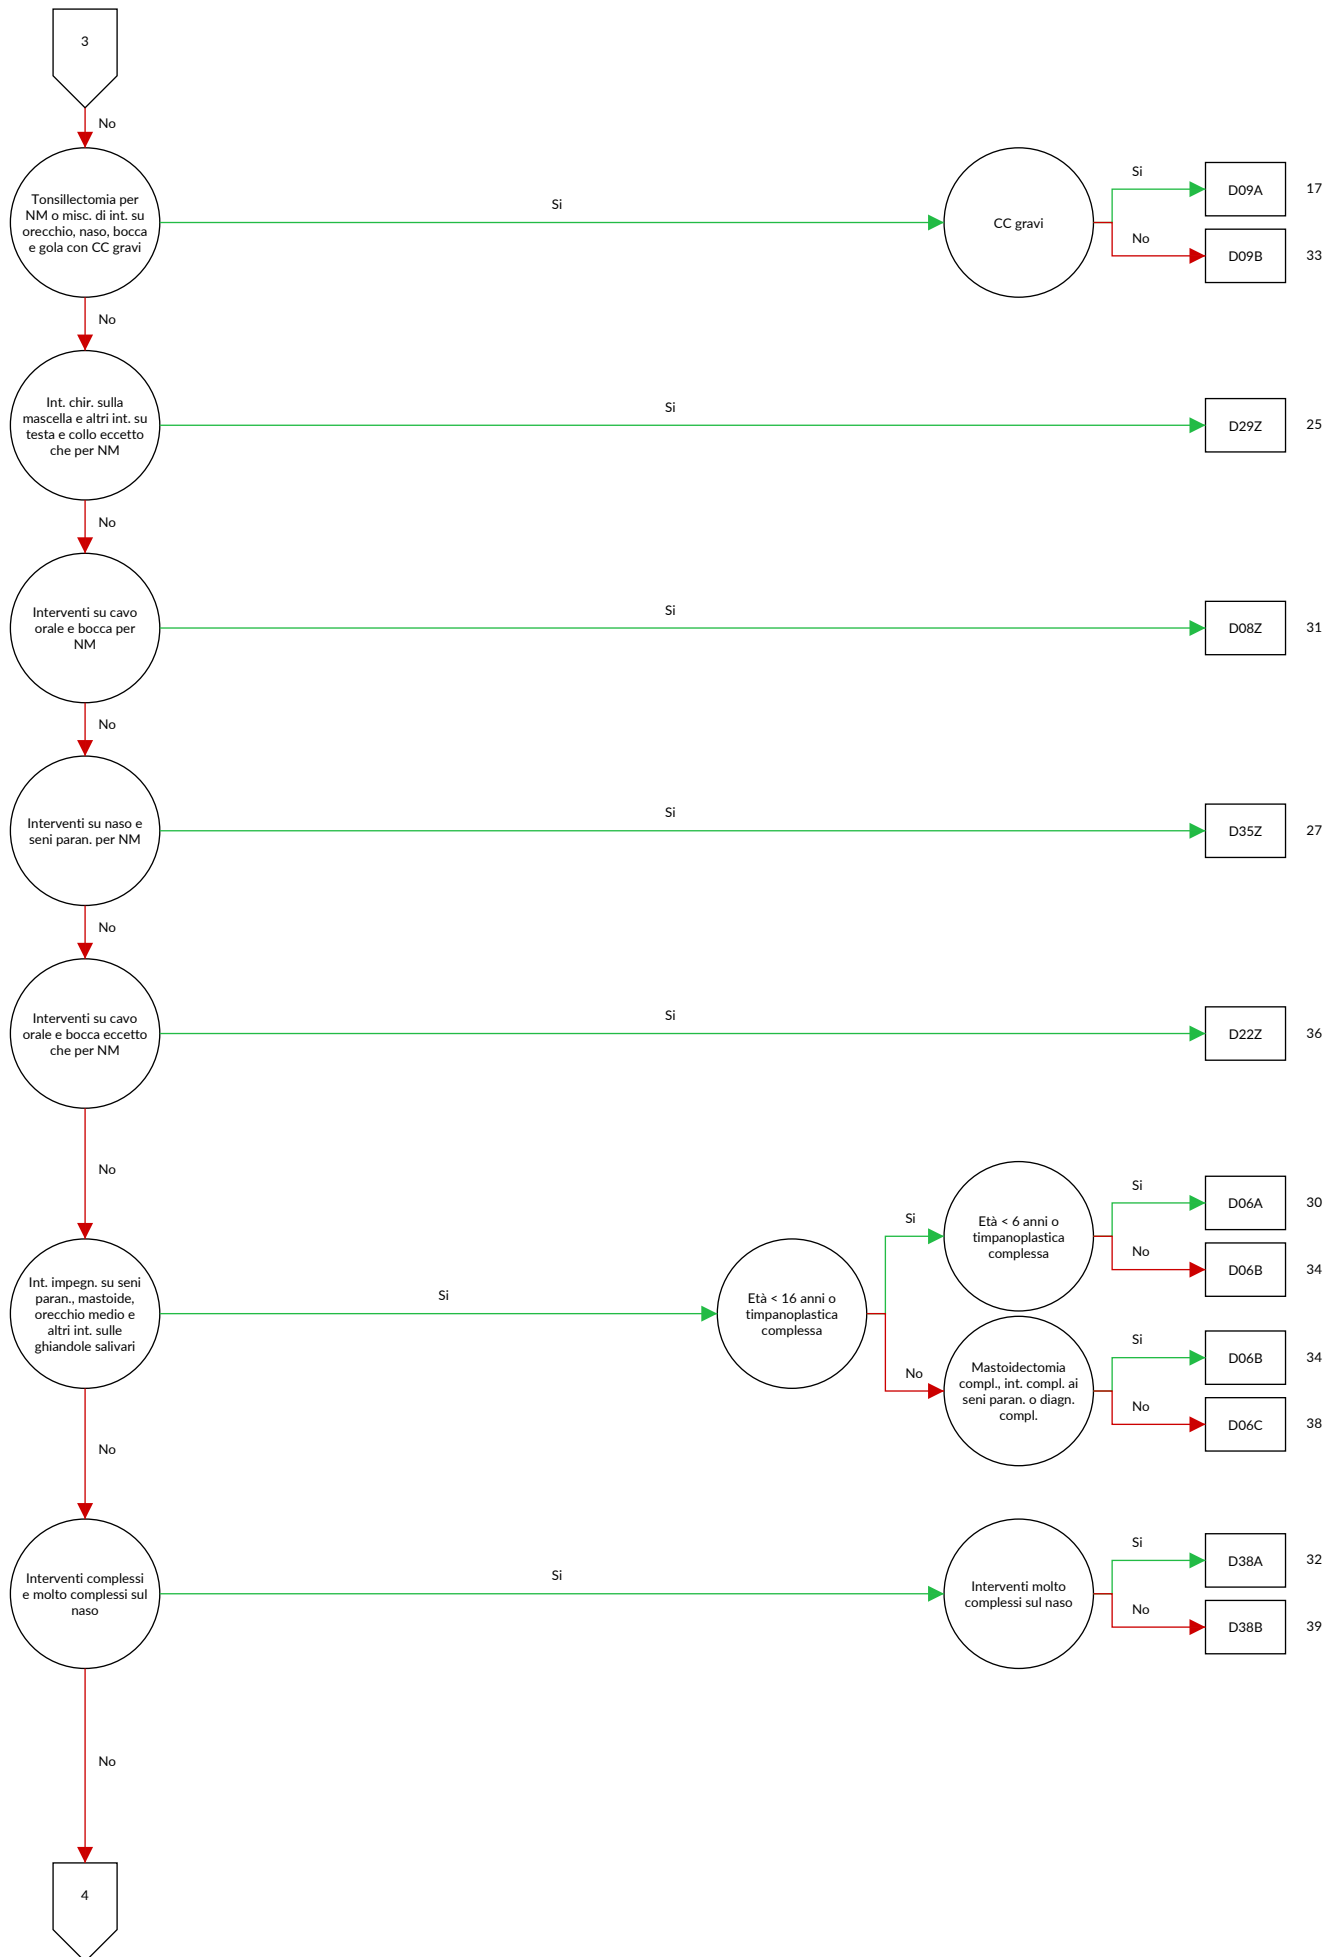 3
No
Tonsillectomia per
NM o misc. di int. su
orecchio, naso, bocca
e gola con CC gravi
Si
CC gravi
Si
D09A
17
No
D09B
33
No
Int. chir. sulla
mascella e altri int. su
testa e collo eccetto
che per NM
Si
D29Z
25
No
Interventi su cavo
orale e bocca per
NM
Si
D08Z
31
No
Interventi su naso e
seni paran. per NM
Si
D35Z
27
No
Interventi su cavo
orale e bocca eccetto
che per NM
Si
D22Z
36
No
Int. impegn. su seni
paran., mastoide,
orecchio medio e
altri int. sulle
ghiandole salivari
Si
Età < 16 anni o
timpanoplastica
complessa
Si
Età < 6 anni o
timpanoplastica
complessa
Si
D06A
30
No
D06B
34
No
Mastoidectomia
compl., int. compl. ai
seni paran. o diagn.
compl.
Si
D06B
34
No
D06C
38
No
Interventi complessi
e molto complessi sul
naso
Si
Interventi molto
complessi sul naso
Si
D38A
32
No
D38B
39
No
4